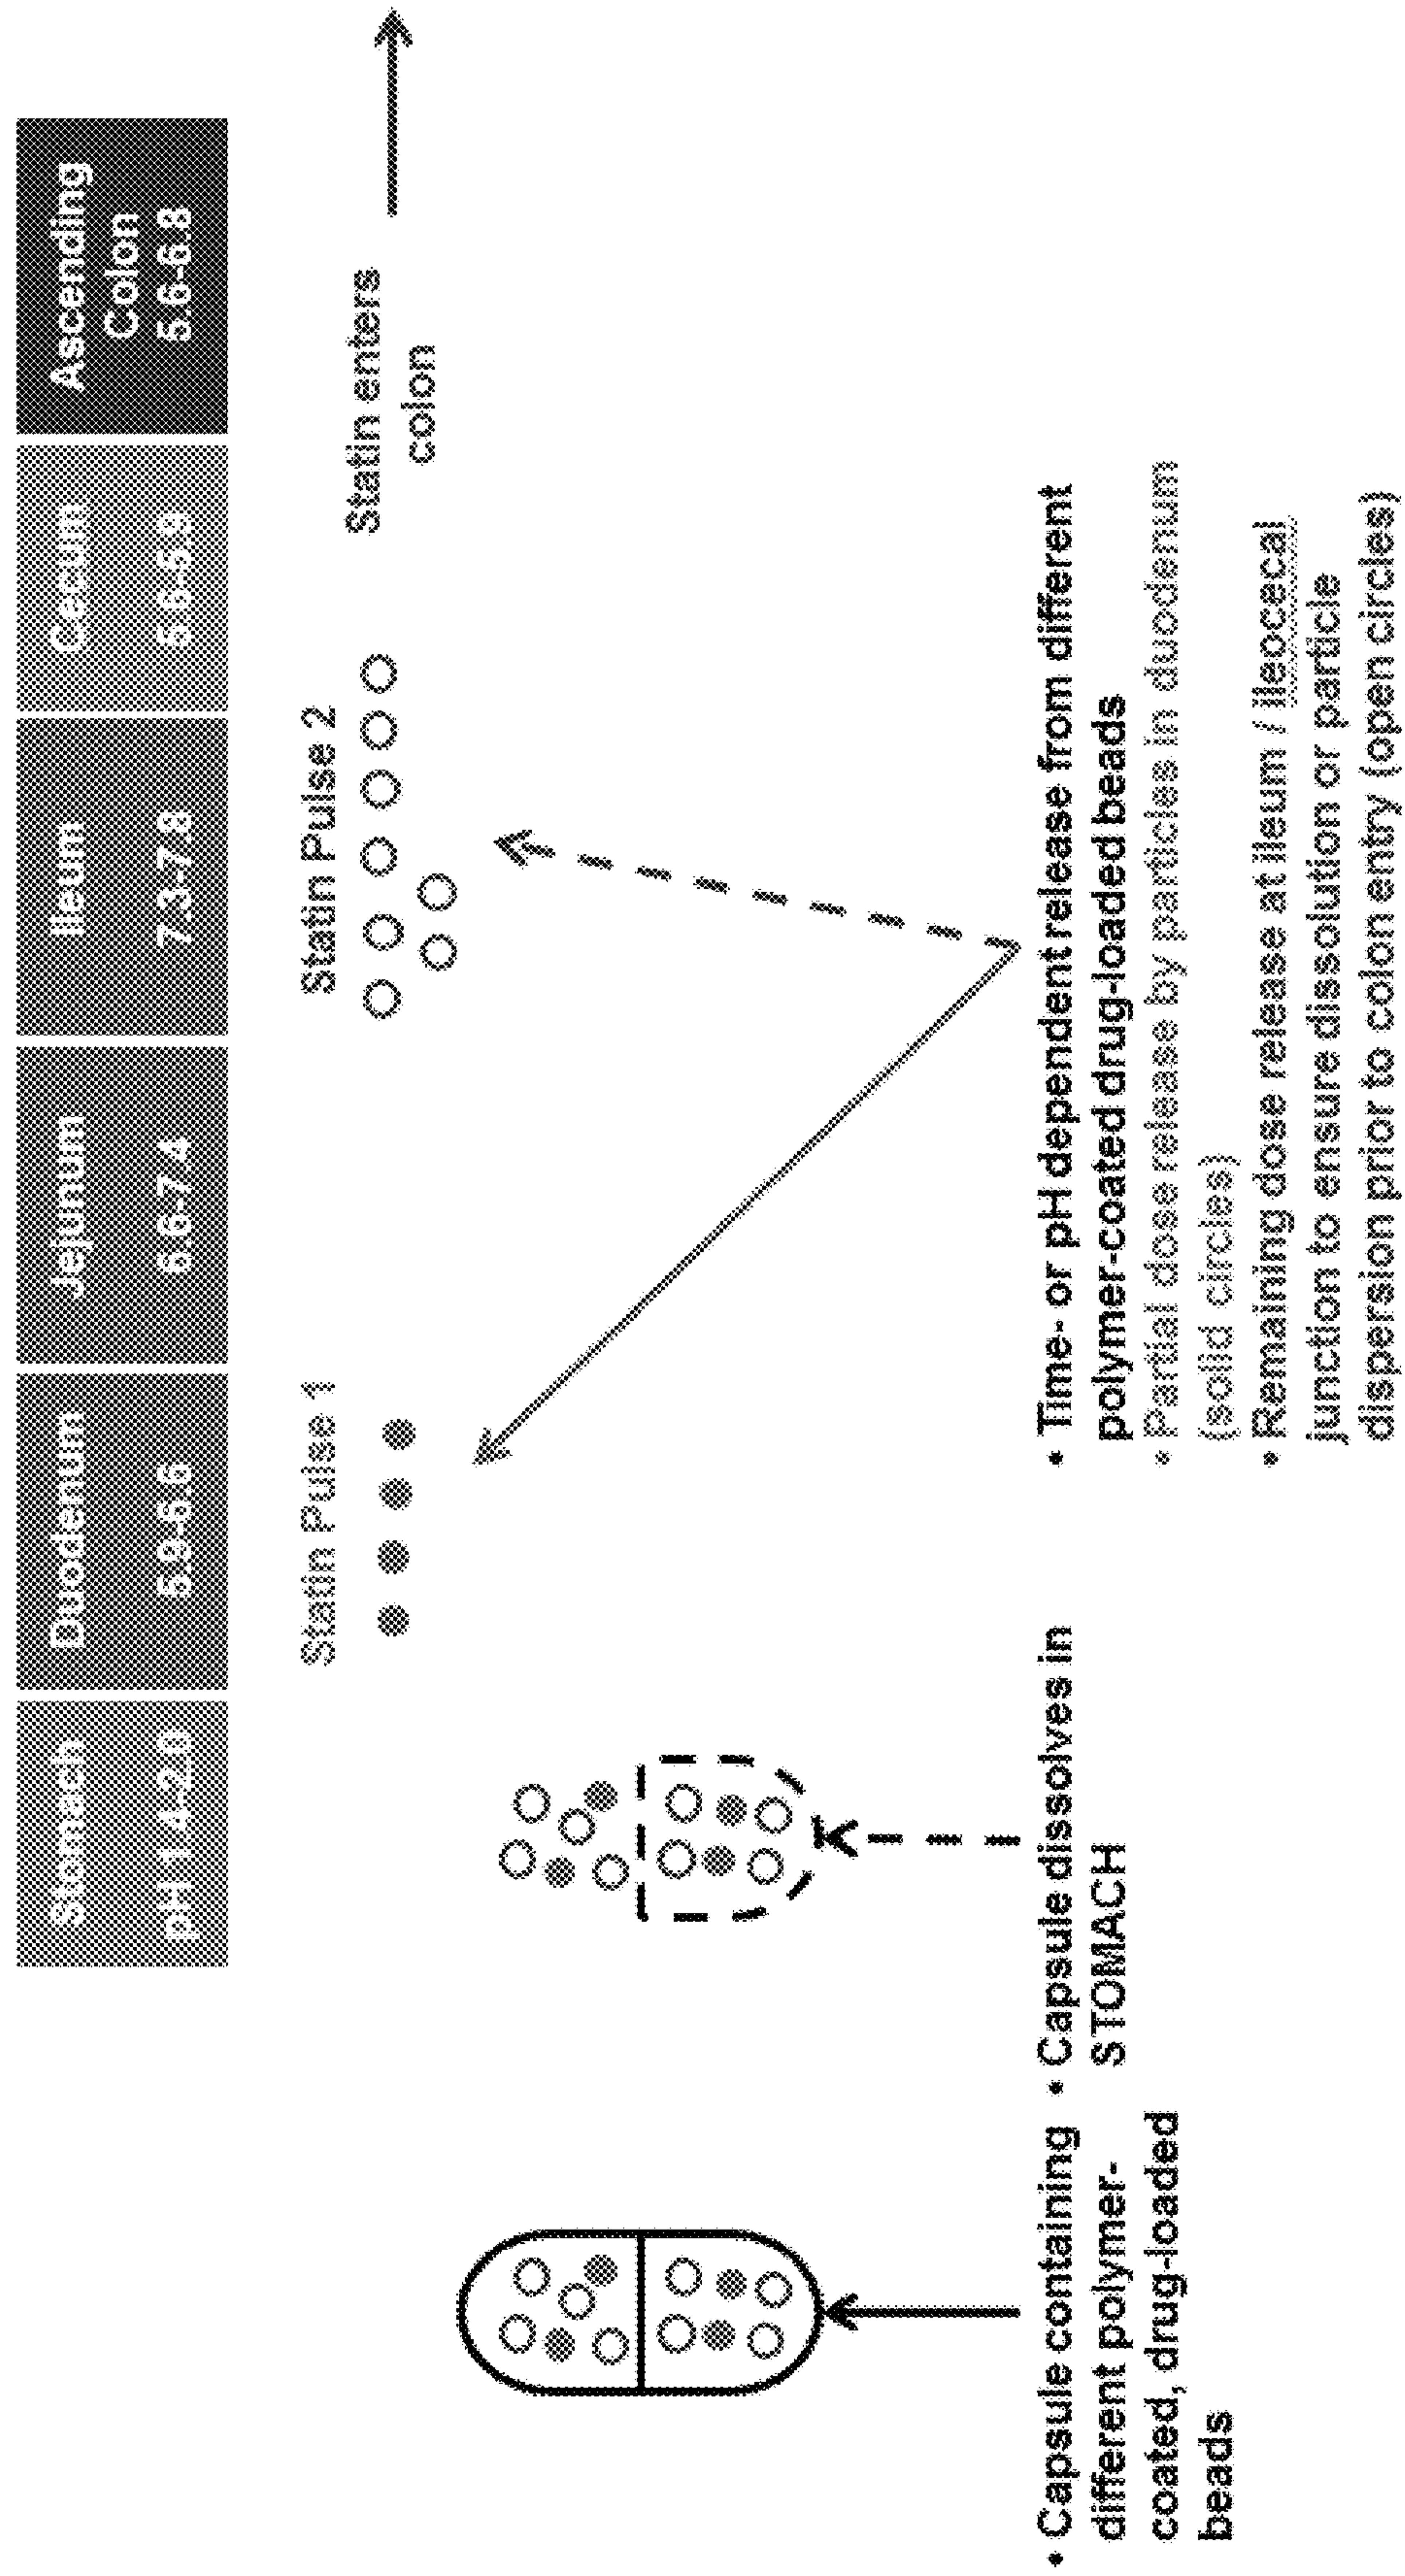 Stomach
pH 1.4-2.0
Duodenum
5.9-6.6
Jejunum
6.6-7.4
Ileum
7.3-7.8
Cecum
5.6-5.9
Ascending
Colon
5.6-6.8
Statin Pulse 1
Statin Pulse 2
Statin enters
colon
• Capsule containing
different polymer-
coated, drug-loaded
beads
• Capsule dissolves in
STOMACH
• Time- or pH dependent release from different
polymer-coated drug-loaded beads
• Partial dose release by particles in duodenum
(solid circles)
• Remaining dose release at ileum / ileocecal
junction to ensure dissolution or particle
dispersion prior to colon entry (open circles)